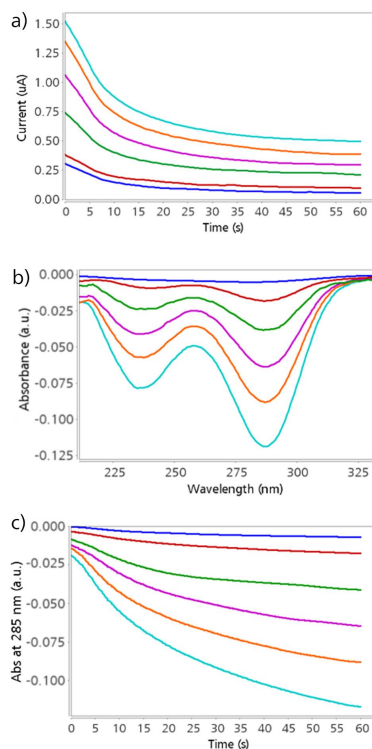 a)
1.50
1.25
1.00
0.75
0.50
0.25
0.00
Current (uA)
0 5 10 15 20 25 30 35 40 45 50 55 60
Time (s)
b)
0.000
-0.025
-0.050
-0.075
-0.100
-0.125
Absorbance (a.u.)
225 250 275 300 325
Wavelength (nm)
c)
0.000
-0.025
-0.050
-0.075
-0.100
Abs at 285 nm (a.u.)
0 5 10 15 20 25 30 35 40 45 50 55 60
Time (s)